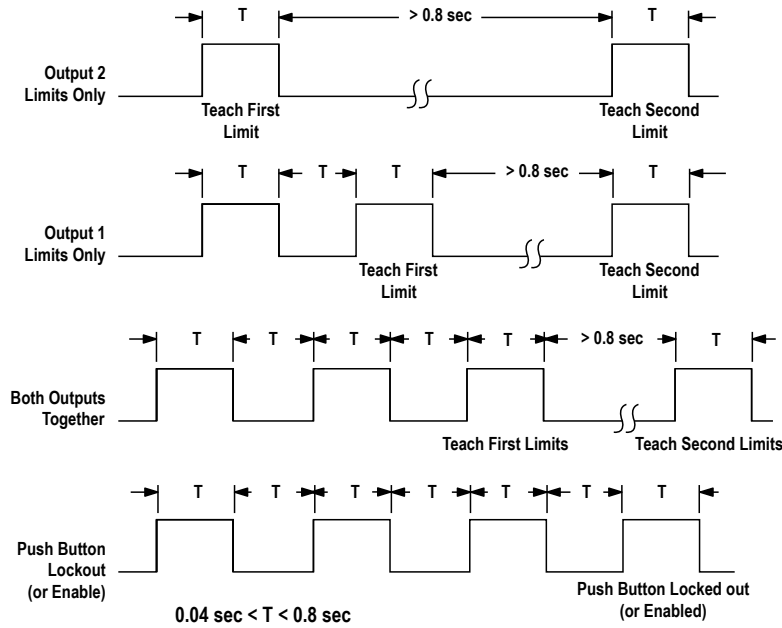 T > 0.8 sec T
Output 2
Limits Only
Teach First
Limit
Teach Second
Limit
T T T > 0.8 sec T
Output 1
Limits Only
Teach First
Limit
Teach Second
Limit
T T T T T > 0.8 sec T
Both Outputs
Together
Teach First Limits
Teach Second Limits
T T T T T T T
Push Button
Lockout
(or Enable)
Push Button Locked out
(or Enabled)
0.04 sec < T < 0.8 sec